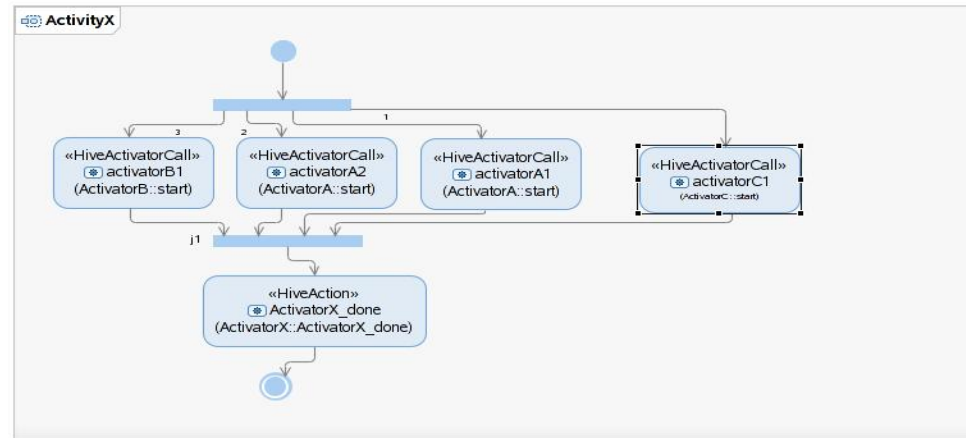 ActivityX
1
3
2
«HiveActivatorCall»
activatorB1
(ActivatorB::start)
«HiveActivatorCall»
activatorA2
(ActivatorA::start)
«HiveActivatorCall»
activatorA1
(ActivatorA::start)
«HiveActivatorCall»
activatorC1
(ActivatorC::start)
j1
«HiveAction»
ActivatorX_done
(ActivatorX::ActivatorX_done)